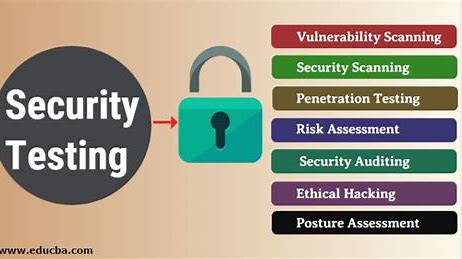 Security
Testing
Vulnerability Scanning
Security Scanning
Penetration Testing
Risk Assessment
Security Auditing
Ethical Hacking
Posture Assessment
www.educba.com